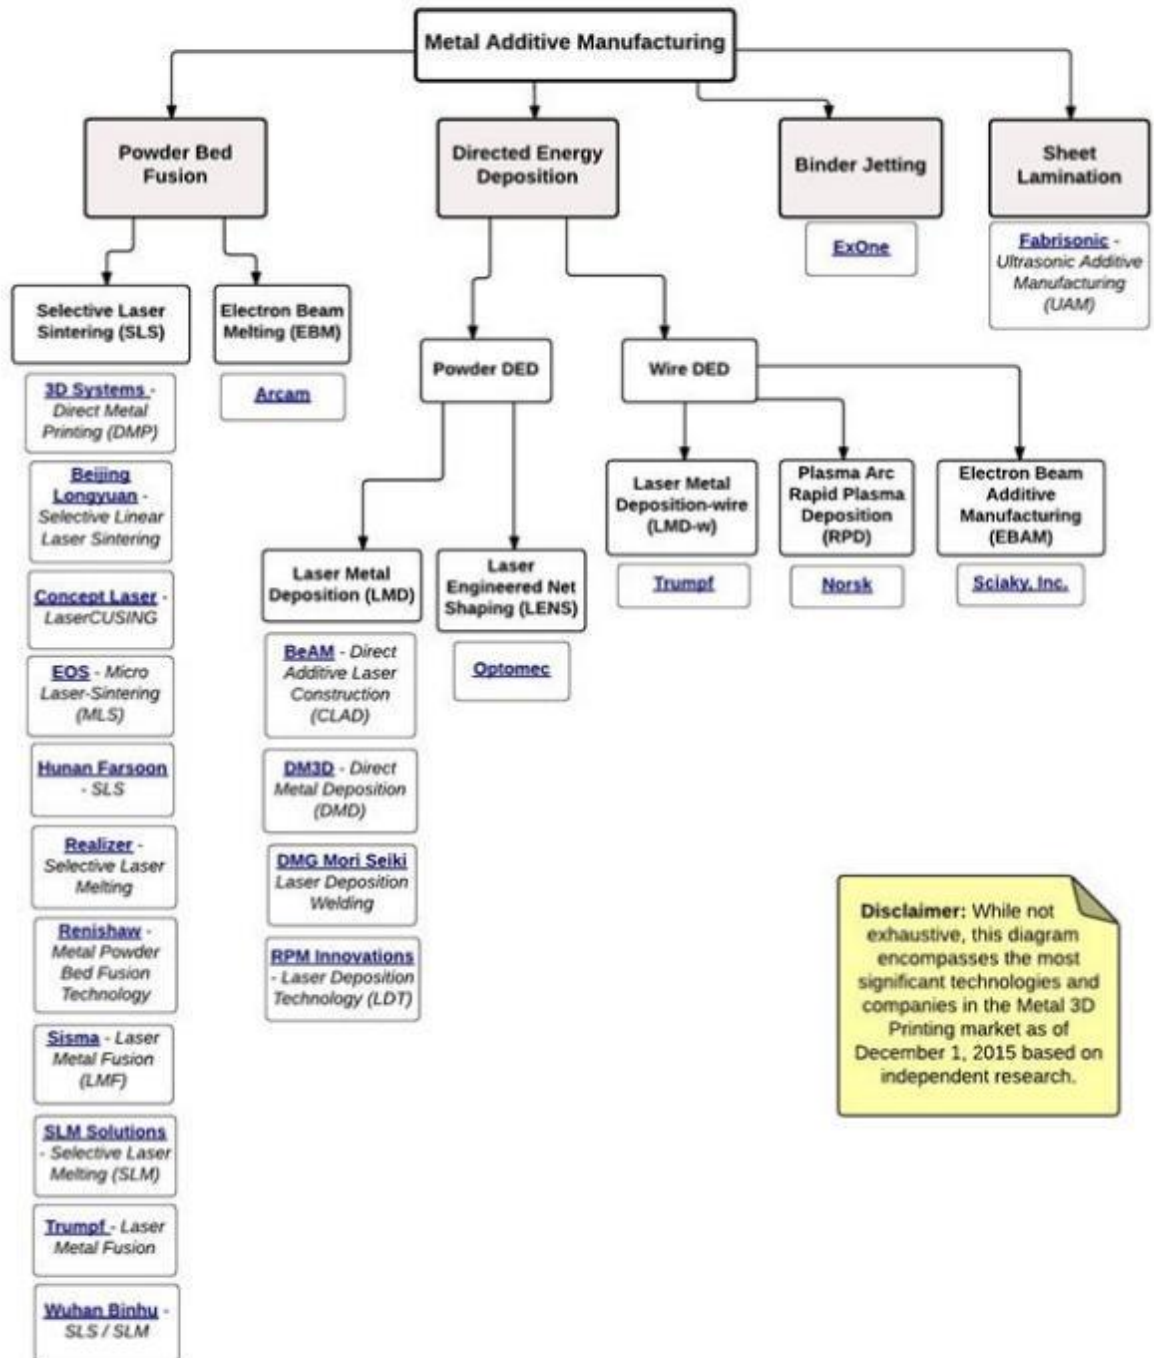 Metal Additive Manufacturing
Powder Bed
Fusion
Directed Energy
Deposition
Binder Jetting
Sheet
Lamination
ExOne
Fabrisonic -
Ultrasonic Additive
Manufacturing
(UAM)
Selective Laser
Sintering (SLS)
Electron Beam
Melting (EBM)
Powder DED
Wire DED
3D Systems -
Direct Metal
Printing (DMP)
Arcam
Beijing
Longyuan -
Selective Linear
Laser Sintering
Concept Laser -
LaserCUSING
EOS - Micro
Laser-Sintering
(MLS)
Hunan Farsoon
- SLS
Realizer -
Selective Laser
Melting
Renishaw -
Metal Powder
Bed Fusion
Technology
Sisma - Laser
Metal Fusion
(LMF)
SLM Solutions
- Selective Laser
Melting (SLM)
Trumpf - Laser
Metal Fusion
Wuhan Binhu -
SLS / SLM
Laser Metal
Deposition (LMD)
BeAM - Direct
Additive Laser
Construction
(CLAD)
DM3D - Direct
Metal Deposition
(DMD)
DMG Mori Seiki
Laser Deposition
Welding
RPM Innovations
- Laser Deposition
Technology (LDT)
Laser
Engineered Net
Shaping (LENS)
Optomec
Laser Metal
Deposition-wire
(LMD-w)
Trumpf
Plasma Arc
Rapid Plasma
Deposition
(RPD)
Norsk
Electron Beam
Additive
Manufacturing
(EBAM)
Sciaky, Inc.
Disclaimer: While not
exhaustive, this diagram
encompasses the most
significant technologies and
companies in the Metal 3D
Printing market as of
December 1, 2015 based on
independent research.